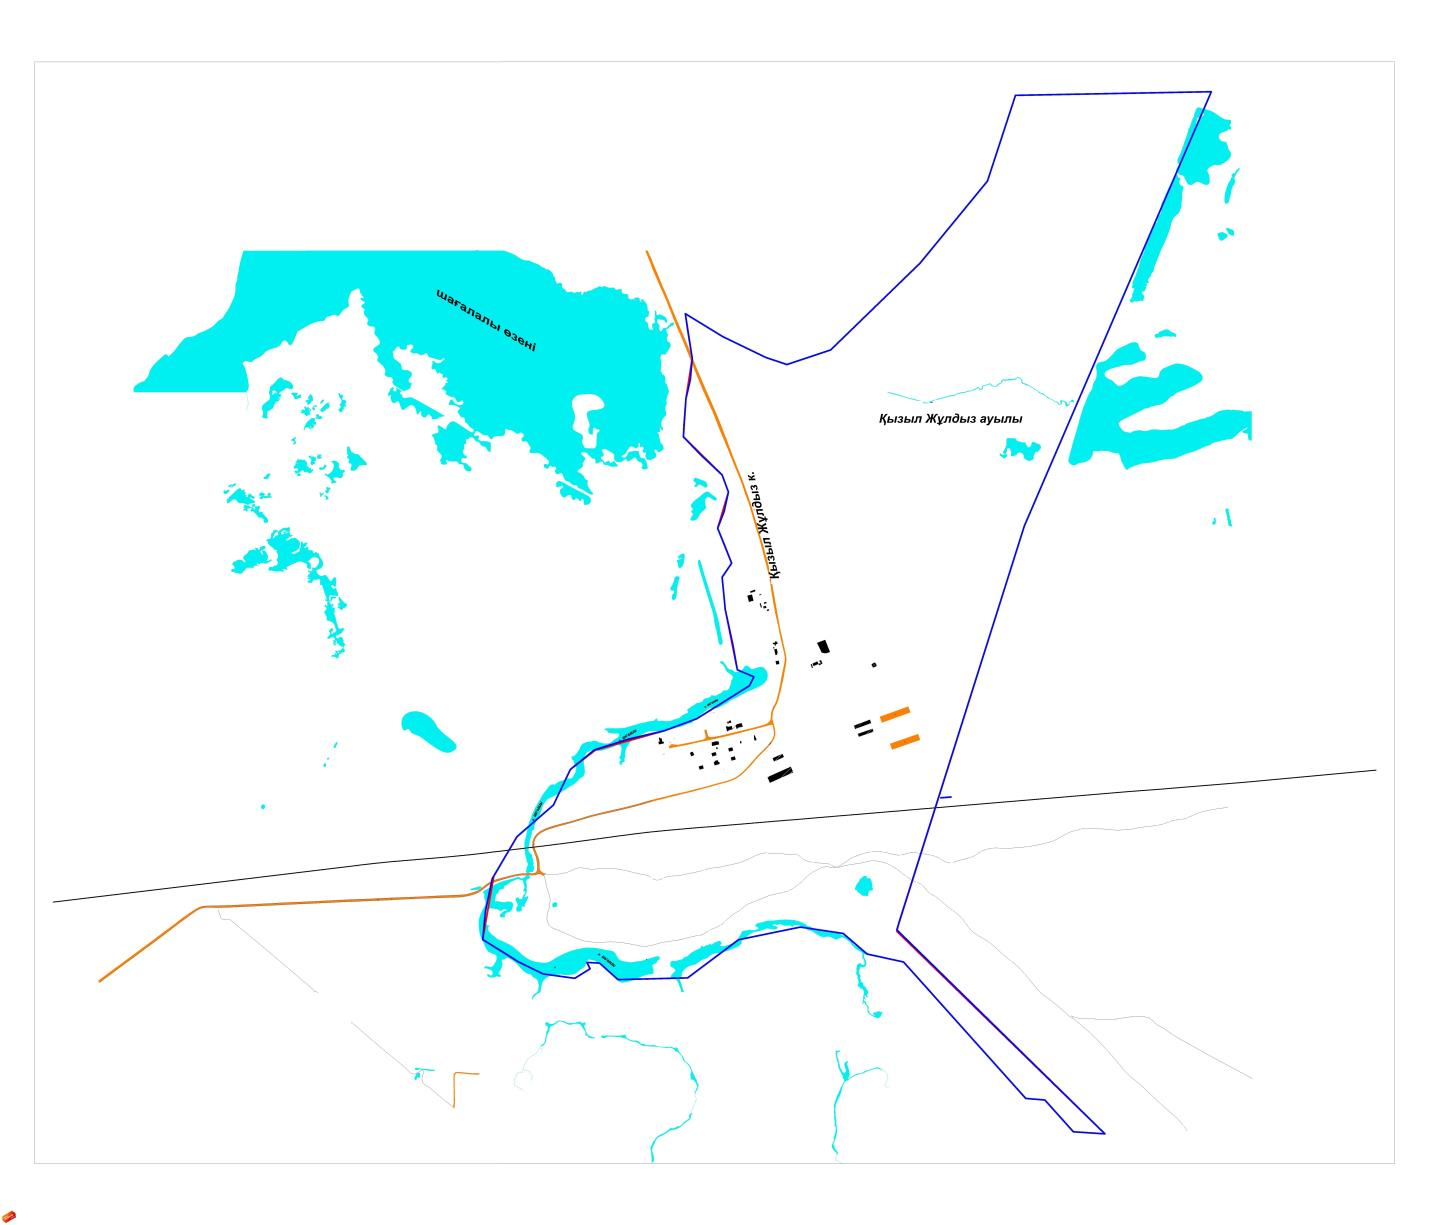 шағалалы өзені
Қызыл Жұлдыз ауылы
Қызыл Жұлдыз к.